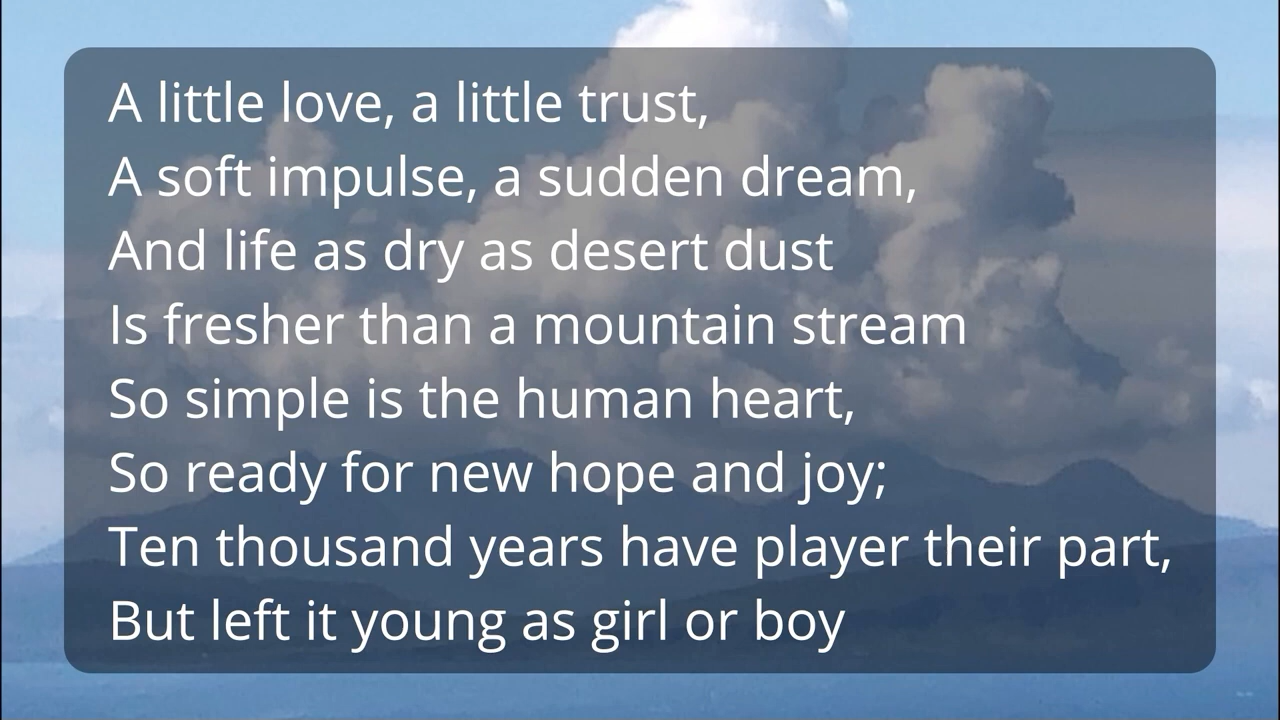 A little love, a little trust,
A soft impulse, a sudden dream,
And life as dry as desert dust
Is fresher than a mountain stream
So simple is the human heart,
So ready for new hope and joy;
Ten thousand years have player their part,
But left it young as girl or boy